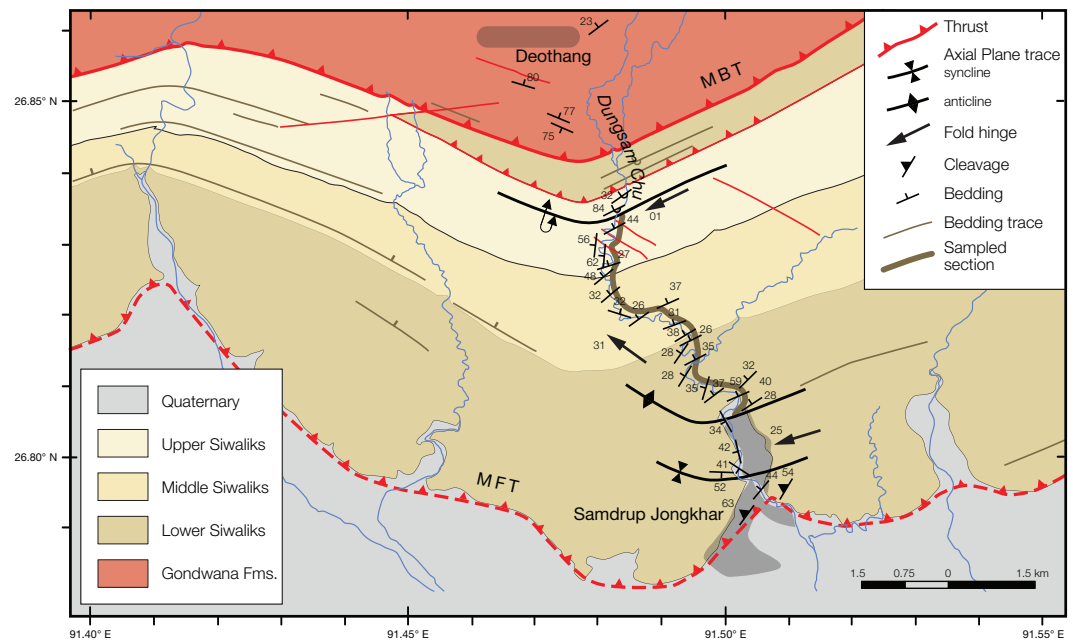 23
Deothang
80
77
75
MBT
Dungsam Chu
32
84
44
01
56
27
62
48
32
32
26
37
31
38
26
35
28
31
28
35
37
59
32
40
28
34
25
42
41
52
44
54
63
MFT
Samdrup Jongkhar
Thrust
Axial Plane trace
syncline
anticline
Fold hinge
Cleavage
Bedding
Bedding trace
Sampled
section
Quaternary
Upper Siwaliks
Middle Siwaliks
Lower Siwaliks
Gondwana Fms.
26.85° N
26.80° N
1.5 0.75 0 1.5 km
91.40° E 91.45° E 91.50° E 91.55° E